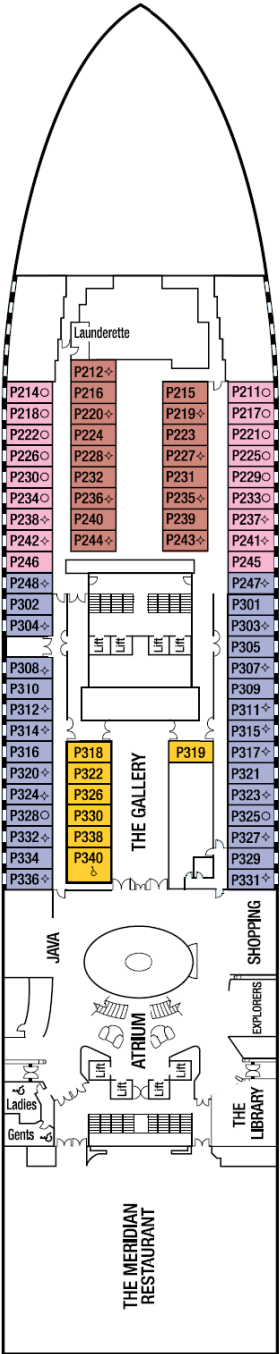 Launderette
P212✧
P214○ P216 P215 P211○
P218○ P220✧ P219✧ P217○
P222○ P224 P223 P221○
P226○ P228✧ P227✧ P225○
P230○ P232 P231 P229○
P234○ P236✧ P235✧ P233○
P238✧ P240 P239 P237✧
P242✧ P244✧ P243✧ P241✧
P246 P245
P248✧ P247✧
P302 P301
P304✧ P303✧
Lift Lift Lift Lift P305
P308✧ P307✧
P310 P309
P312✧ P311✧
P314✧ P315✧
P316 P318 P319 P317✧
P320✧ P322 P321
P324✧ P326 P323✧
P328○ P330 P325○
P332✧ P338 P327✧
P334 P340 P329
P336✧ P331✧
THE GALLERY
JAVA
SHOPPING
EXPLORERS
ATRIUM
Lift Lift Lift Lift
Ladies
Gents
THE
LIBRARY
THE MERIDIAN
RESTAURANT